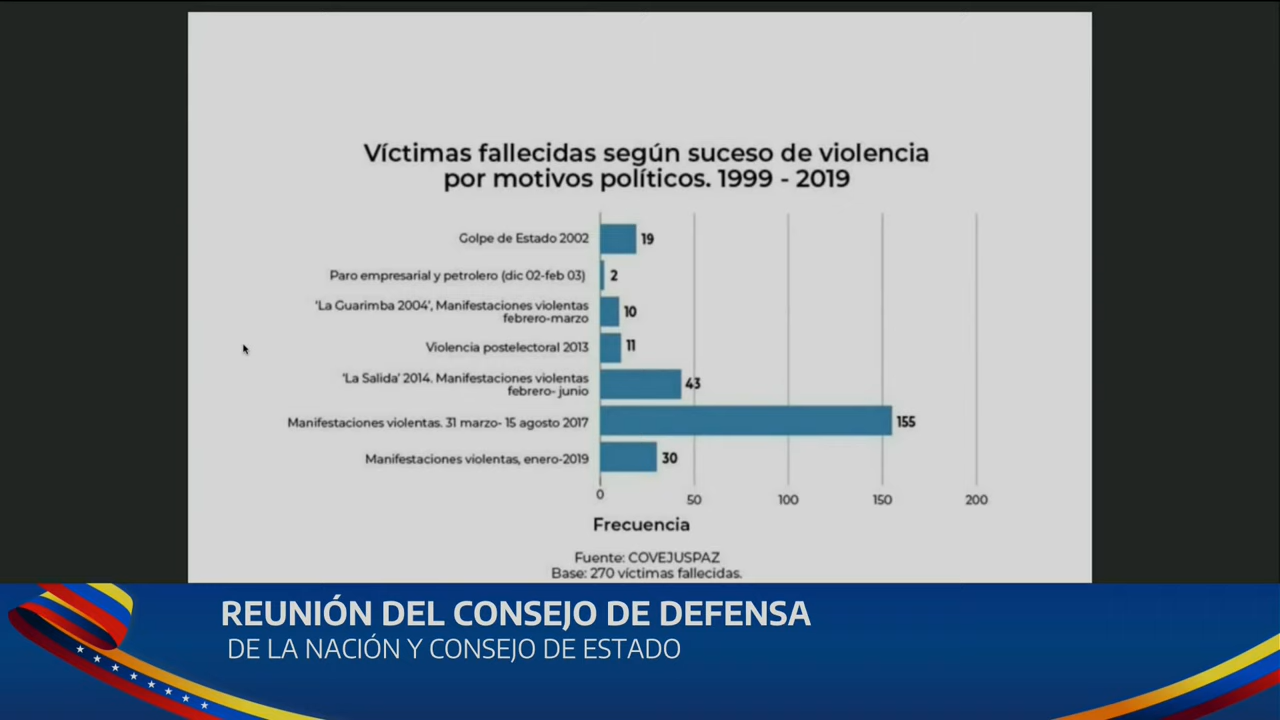 Víctimas fallecidas según suceso de violencia
por motivos políticos. 1999 - 2019
Golpe de Estado 2002
19
Paro empresarial y petrolero (dic 02-feb 03)
2
'La Guarimba 2004', Manifestaciones violentas
febrero-marzo
10
Violencia postelectoral 2013
11
'La Salida' 2014. Manifestaciones violentas
febrero- junio
43
Manifestaciones violentas. 31 marzo- 15 agosto 2017
155
Manifestaciones violentas, enero-2019
30
0 50 100 150 200
Frecuencia
Fuente: COVEJUSPAZ
Base: 270 víctimas fallecidas.
REUNIÓN DEL CONSEJO DE DEFENSA
DE LA NACIÓN Y CONSEJO DE ESTADO